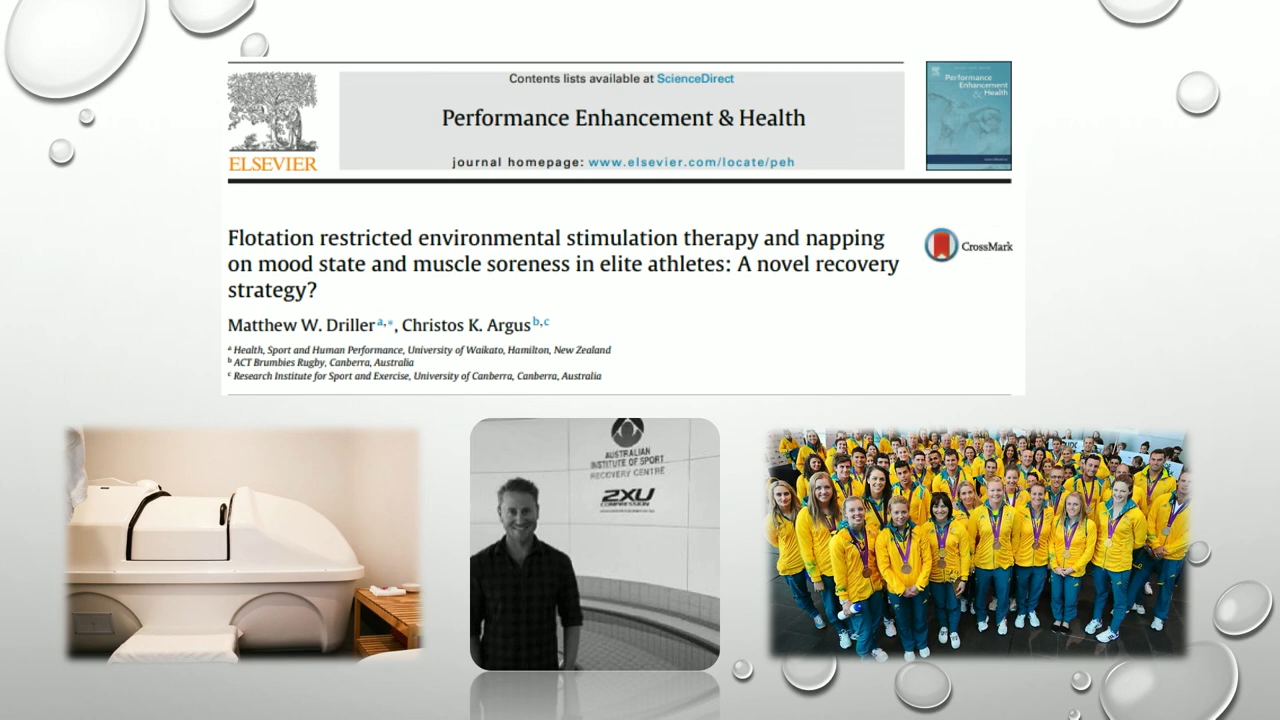 Contents lists available at ScienceDirect
Performance Enhancement & Health
journal homepage: www.elsevier.com/locate/peh
ELSEVIER
Performance
Enhancement
& Health
Flotation restricted environmental stimulation therapy and napping
on mood state and muscle soreness in elite athletes: A novel recovery
strategy?
CrossMark
Matthew W. Driller a,*, Christos K. Argus b,c
a Health, Sport and Human Performance, University of Waikato, Hamilton, New Zealand
b ACT Brumbies Rugby, Canberra, Australia
c Research Institute for Sport and Exercise, University of Canberra, Canberra, Australia
AUSTRALIAN
INSTITUTE OF SPORT
RECOVERY CENTRE
2XU
COMPRESSION